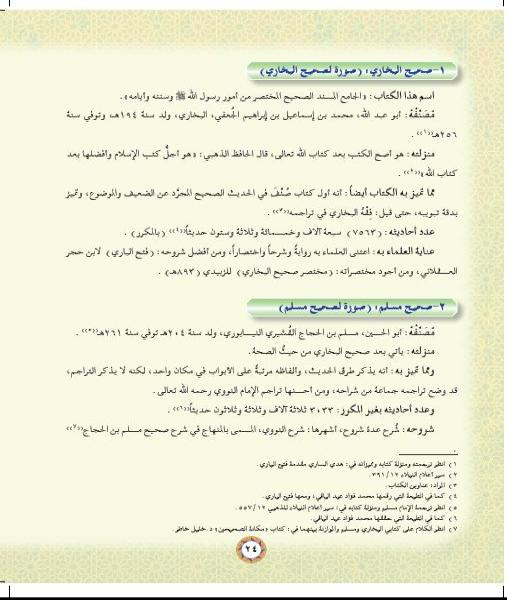 ١- صحيح البخاري: (صورة لصحيح البخاري)
اسم هذا الكتاب: «الجامع المسند الصحيح المختصر من أمور رسول الله ﷺ وسننه وأيامه».
مُصَنِّفُهُ: أبو عبد الله، محمد بن إسماعيل بن إبراهيم الجُعفي، البخاري، ولد سنة ١٩٤هـ، وتوفي سنة
٢٥٦هـ(١).
منزلته: هو أصح الكتب بعد كتاب الله تعالى، قال الحافظ الذهبي: «هو أجلُّ كتب الإسلام وأفضلها بعد
كتاب الله»(٢).
مما تميز به الكتاب أيضاً: أنه أول كتاب صُنِّفَ في الحديث الصحيح المجرَّد عن الضعيف والموضوع، وتميز
بدقة تبويبه، حتى قيل: فِقْهُ البخاري في تراجمه(٣).
عدد أحاديثه: (٧٥٦٣) سبعة آلاف وخمسمائة وثلاثة وستون حديثاً(٤) (بالمكرر).
عناية العلماء به: اعتنى العلماء به روايةً وشرحاً واختصاراً، ومن أفضل شروحه: (فتح الباري) لابن حجر
العسقلاني، ومن أجود مختصراته: (مختصر صحيح البخاري) للزبيدي (٨٩٣هـ).
٢- صحيح مسلم: (صورة لصحيح مسلم)
مُصَنِّفُهُ: أبو الحسين، مسلم بن الحجاج القُشيري النيسابوري، ولد سنة ٢٠٤هـ توفي سنة ٢٦١هـ(٥).
منزلته: يأتي بعد صحيح البخاري من حيثُ الصحة.
ومما تميز به: أنه يذكر طرق الحديث، وألفاظه مرتبةً على الأبواب في مكان واحد، لكنه لا يذكر التراجم،
قد وضح تراجمه جماعة من شراحه، ومن أحسنها تراجم الإمام النووي رحمه الله تعالى.
وعدد أحاديثه بغير المكرر: ٣٠٣٣ ثلاثة آلاف وثلاثة وثلاثون حديثاً(٦).
شروحه: شُرح عدة شروح، أشهرها: شرح النووي، المسمى بالمنهاج في شرح صحيح مسلم بن الحجاج(٧)
١) انظر ترجمته ومنزلة كتابه وميزاته في: هدي الساري مقدمة فتح الباري.
٢) سير أعلام النبلاء ٣٩١/١٢.
٣) المراد: عناوين الكتاب.
٤) كما في الطبعة التي رقمها محمد فؤاد عبد الباقي، ومعها فتح الباري.
٥) انظر ترجمة الإمام مسلم ومنزلة كتابه في: سير أعلام النبلاء للذهبي ٥٥٧/١٢.
٦) كما في الطبعة التي حققها محمد فؤاد عبد الباقي.
٧) انظر الكلام على كتابي البخاري ومسلم والموازنة بينهما في: كتاب «مكانة الصحيحين» د.خليل خاطر.
٢٤